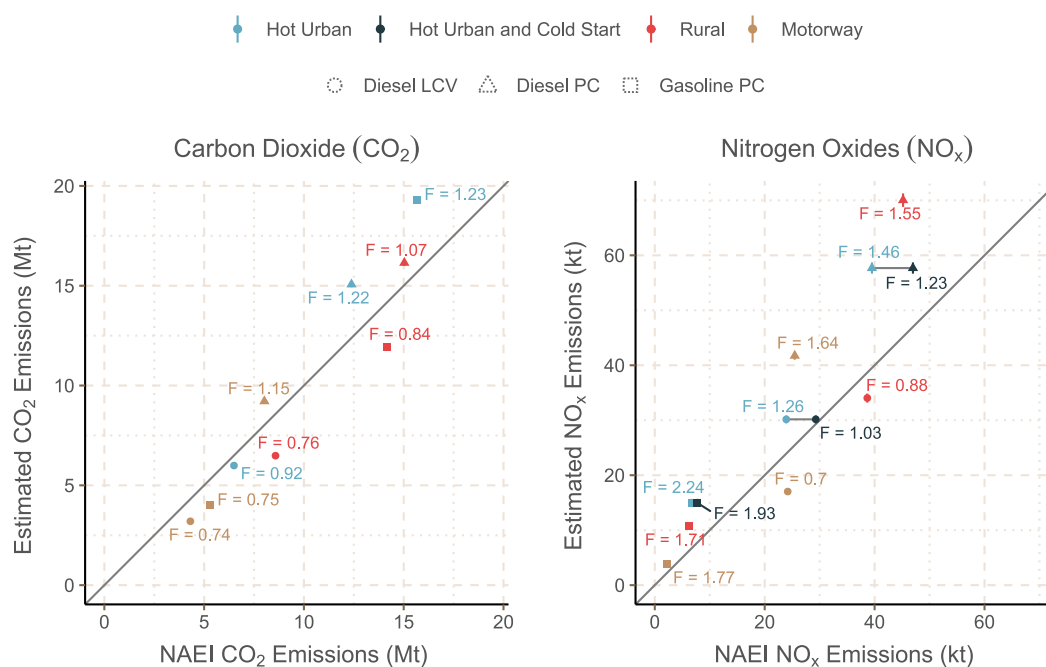 Hot Urban Hot Urban and Cold Start Rural Motorway
Diesel LCV Diesel PC Gasoline PC
Carbon Dioxide (CO₂)
20
15
10
5
0
0 5 10 15 20
Estimated CO₂ Emissions (Mt)
NAEI CO₂ Emissions (Mt)
F = 1.23
F = 1.07
F = 1.22
F = 0.84
F = 1.15
F = 0.76
F = 0.92
F = 0.75
F = 0.74
Nitrogen Oxides (NOₓ)
60
40
20
0
0 20 40 60
Estimated NOₓ Emissions (kt)
NAEI NOₓ Emissions (kt)
F = 1.55
F = 1.46
F = 1.23
F = 1.64
F = 0.88
F = 1.26
F = 1.03
F = 0.7
F = 2.24
F = 1.93
F = 1.71
F = 1.77